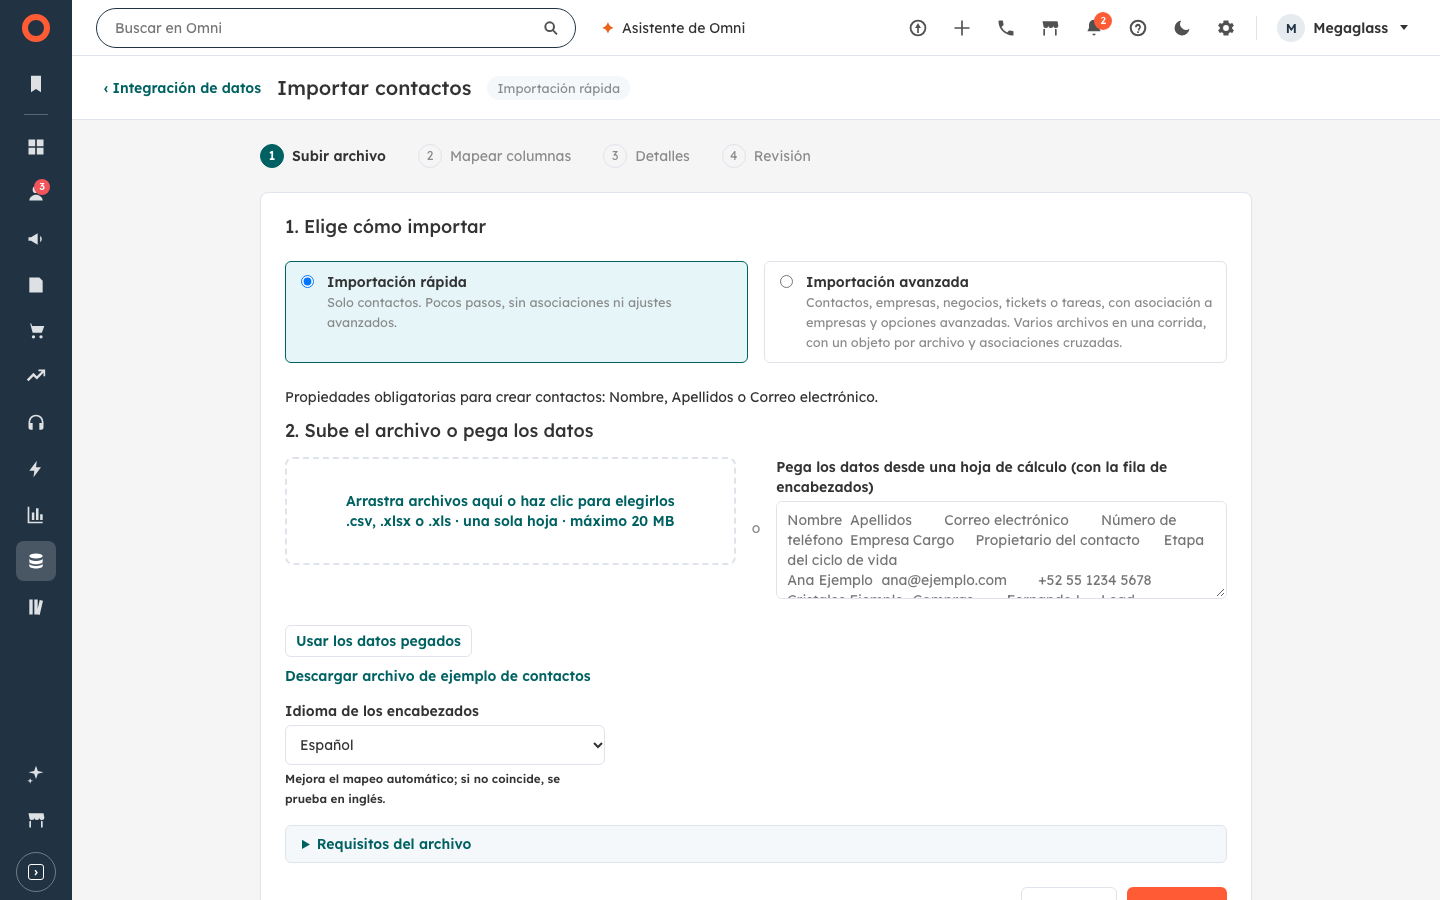 Buscar en Omni
Asistente de Omni
2
M
Megaglass
‹ Integración de datos
Importar contactos
Importación rápida
3
1 Subir archivo
2 Mapear columnas
3 Detalles
4 Revisión
1. Elige cómo importar
Importación rápida
Solo contactos. Pocos pasos, sin asociaciones ni ajustes
avanzados.
Importación avanzada
Contactos, empresas, negocios, tickets o tareas, con asociación a
empresas y opciones avanzadas. Varios archivos en una corrida,
con un objeto por archivo y asociaciones cruzadas.
Propiedades obligatorias para crear contactos: Nombre, Apellidos o Correo electrónico.
2. Sube el archivo o pega los datos
Arrastra archivos aquí o haz clic para elegirlos
.csv, .xlsx o .xls · una sola hoja · máximo 20 MB
o
Pega los datos desde una hoja de cálculo (con la fila de
encabezados)
Nombre Apellidos Correo electrónico Número de
teléfono Empresa Cargo Propietario del contacto Etapa
del ciclo de vida
Ana Ejemplo ana@ejemplo.com +52 55 1234 5678
Cristales Ejemplo Compras Fernando L Lead
Usar los datos pegados
Descargar archivo de ejemplo de contactos
Idioma de los encabezados
Español
Mejora el mapeo automático; si no coincide, se
prueba en inglés.
Requisitos del archivo